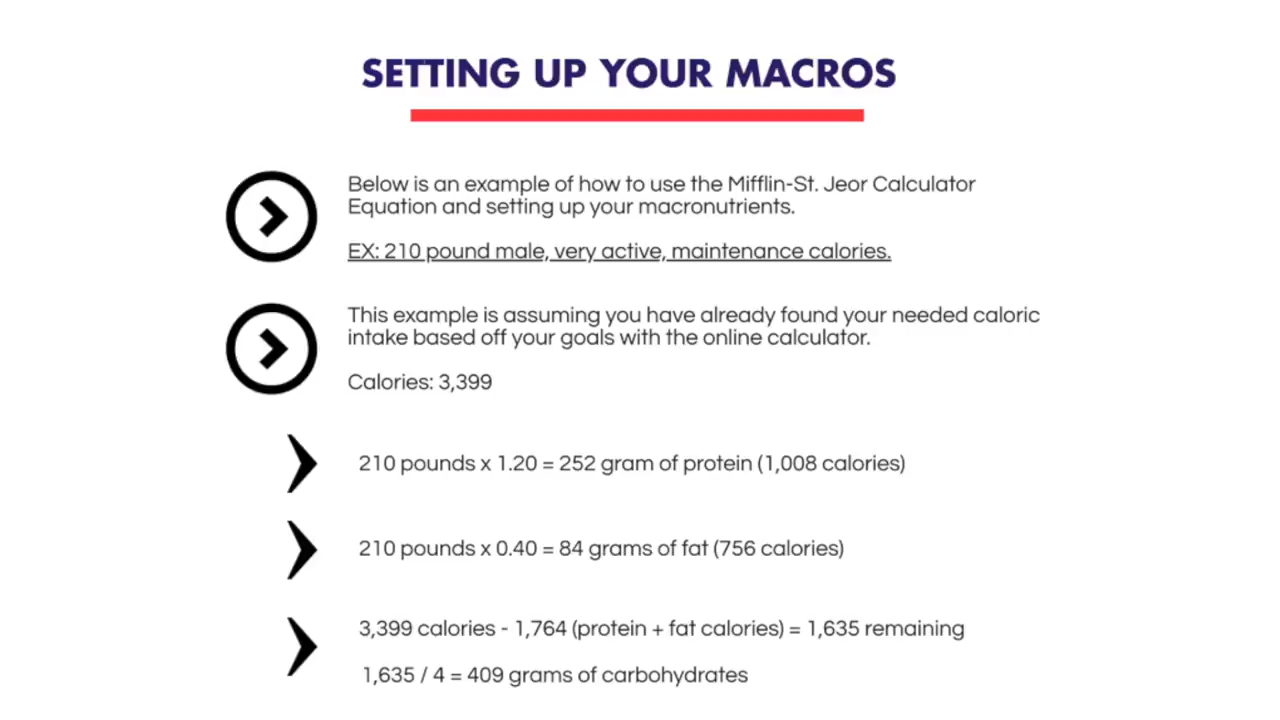 SETTING UP YOUR MACROS
Below is an example of how to use the Mifflin-St. Jeor Calculator
Equation and setting up your macronutrients.
EX: 210 pound male, very active, maintenance calories.
This example is assuming you have already found your needed caloric
intake based off your goals with the online calculator.
Calories: 3,399
210 pounds x 1.20 = 252 gram of protein (1,008 calories)
210 pounds x 0.40 = 84 grams of fat (756 calories)
3,399 calories - 1,764 (protein + fat calories) = 1,635 remaining
1,635 / 4 = 409 grams of carbohydrates